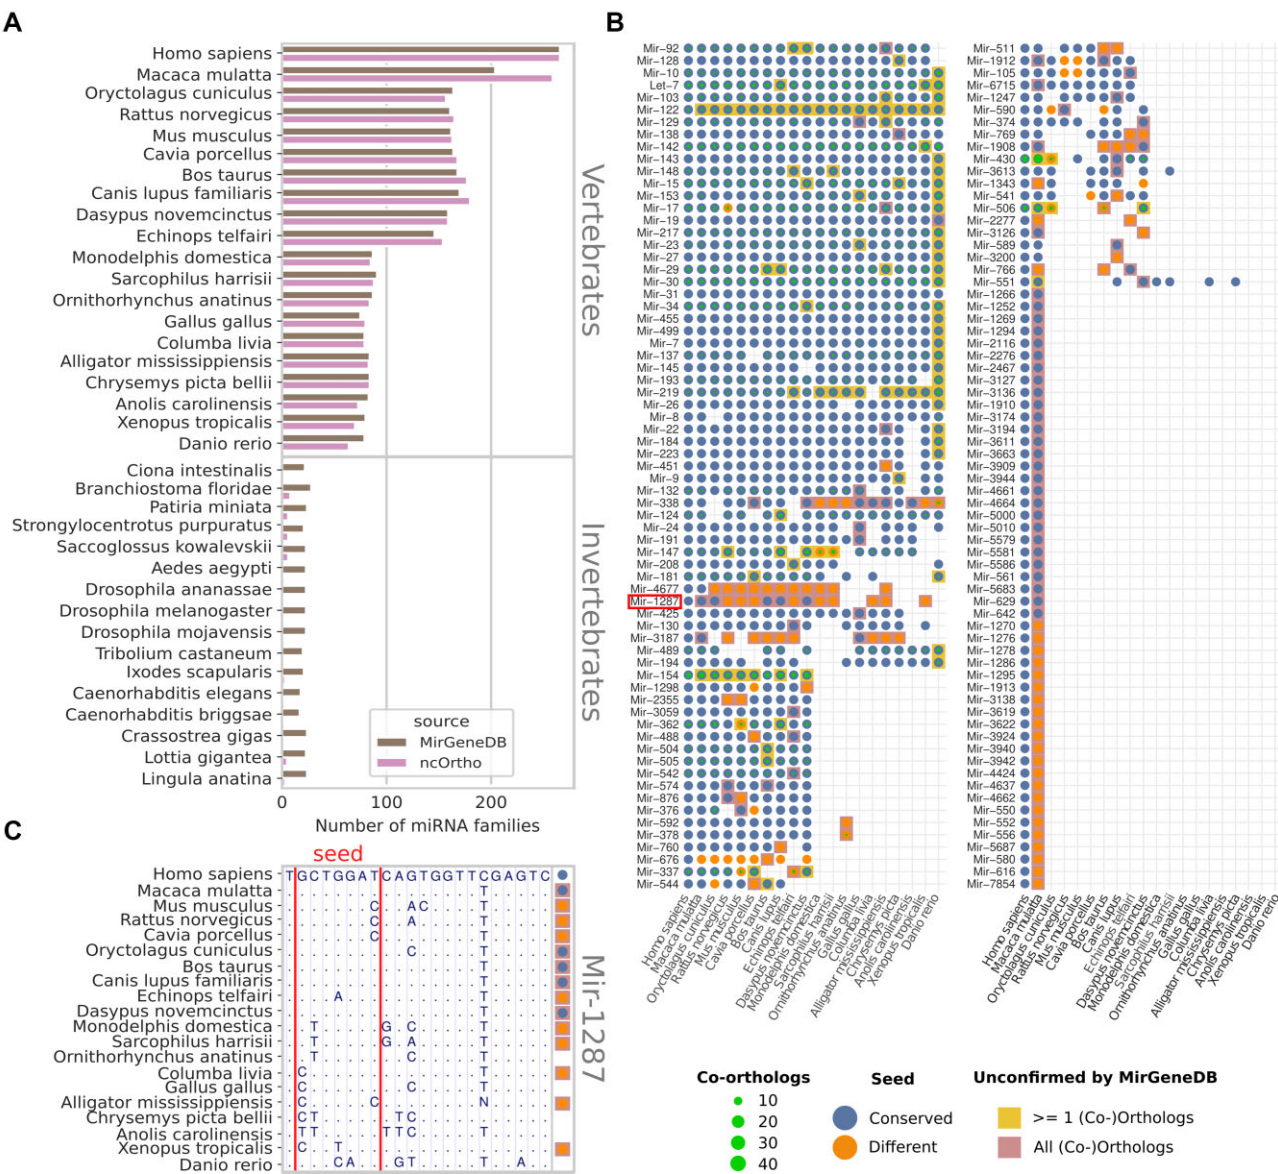 A
Homo sapiens
Macaca mulatta
Oryctolagus cuniculus
Rattus norvegicus
Mus musculus
Cavia porcellus
Bos taurus
Canis lupus familiaris
Dasypus novemcinctus
Echinops telfairi
Monodelphis domestica
Sarcophilus harrisii
Ornithorhynchus anatinus
Gallus gallus
Columba livia
Alligator mississippiensis
Chrysemys picta bellii
Anolis carolinensis
Xenopus tropicalis
Danio rerio
Ciona intestinalis
Branchiostoma floridae
Patiria miniata
Strongylocentrotus purpuratus
Saccoglossus kowalevskii
Aedes aegypti
Drosophila ananassae
Drosophila melanogaster
Drosophila mojavensis
Tribolium castaneum
Ixodes scapularis
Caenorhabditis elegans
Caenorhabditis briggsae
Crassostrea gigas
Lottia gigantea
Lingula anatina
Vertebrates
Invertebrates
source
MirGeneDB
ncOrtho
0 100 200
Number of miRNA families
B
Mir-92
Mir-128
Mir-10
Let-7
Mir-103
Mir-122
Mir-129
Mir-138
Mir-142
Mir-143
Mir-148
Mir-15
Mir-153
Mir-17
Mir-19
Mir-217
Mir-23
Mir-27
Mir-29
Mir-30
Mir-31
Mir-34
Mir-455
Mir-499
Mir-7
Mir-137
Mir-145
Mir-193
Mir-219
Mir-26
Mir-8
Mir-22
Mir-184
Mir-223
Mir-451
Mir-9
Mir-132
Mir-338
Mir-124
Mir-24
Mir-191
Mir-147
Mir-208
Mir-181
Mir-4677
Mir-1287
Mir-425
Mir-130
Mir-3187
Mir-489
Mir-194
Mir-154
Mir-1298
Mir-2355
Mir-3059
Mir-362
Mir-488
Mir-504
Mir-505
Mir-542
Mir-574
Mir-876
Mir-376
Mir-592
Mir-378
Mir-760
Mir-676
Mir-337
Mir-544
Homo sapiens
Macaca mulatta
Oryctolagus cuniculus
Rattus norvegicus
Mus musculus
Cavia porcellus
Bos taurus
Canis lupus
Echinops telfairi
Dasypus novemcinctus
Monodelphis domestica
Sarcophilus harrisii
Ornithorhynchus anatinus
Gallus gallus
Columba livia
Alligator mississippiensis
Chrysemys picta
Anolis carolinensis
Xenopus tropicalis
Danio rerio
Mir-511
Mir-1912
Mir-105
Mir-6715
Mir-1247
Mir-590
Mir-374
Mir-769
Mir-1908
Mir-430
Mir-3613
Mir-1343
Mir-541
Mir-506
Mir-2277
Mir-3126
Mir-589
Mir-3200
Mir-766
Mir-551
Mir-1266
Mir-1252
Mir-1269
Mir-1294
Mir-2116
Mir-2276
Mir-2467
Mir-3127
Mir-3136
Mir-1910
Mir-3174
Mir-3194
Mir-3611
Mir-3663
Mir-3909
Mir-3944
Mir-4661
Mir-4664
Mir-5000
Mir-5010
Mir-5579
Mir-5581
Mir-5586
Mir-561
Mir-5683
Mir-629
Mir-642
Mir-1270
Mir-1276
Mir-1278
Mir-1286
Mir-1295
Mir-1913
Mir-3138
Mir-3619
Mir-3622
Mir-3924
Mir-3940
Mir-3942
Mir-4424
Mir-4637
Mir-4662
Mir-550
Mir-552
Mir-556
Mir-5687
Mir-580
Mir-616
Mir-7854
Homo sapiens
Macaca mulatta
Oryctolagus cuniculus
Rattus norvegicus
Mus musculus
Cavia porcellus
Bos taurus
Canis lupus
Echinops telfairi
Dasypus novemcinctus
Monodelphis domestica
Sarcophilus harrisii
Ornithorhynchus anatinus
Gallus gallus
Columba livia
Alligator mississippiensis
Chrysemys picta
Anolis carolinensis
Xenopus tropicalis
Danio rerio
C
seed
Homo sapiens TGCTGGATCAGTGGTTCGAGTC
Macaca mulatta . . . . . . . . . . . . . . . . T . . . . .
Mus musculus . . . . . . . C . . A C . . . . T . . . . .
Rattus norvegicus . . . . . . . C . . A . . . . . T . . . . .
Cavia porcellus . . . . . . . C . . . . . . . . T . . . . .
Oryctolagus cuniculus . . . . . . . . . . C . . . . . T . . . . .
Bos taurus . . . . . . . . . . . . . . . . T . . . . .
Canis lupus familiaris . . . . . . . . . . . . . . . . T . . . . .
Echinops telfairi . . . . A . . . . . . . . . . . T . . . . .
Dasypus novemcinctus . . . . . . . . . . . . . . . . T . . . . .
Monodelphis domestica . . T . . . . . G . C . . . . . T . . . . .
Sarcophilus harrisii . . T . . . . . G . A . . . . . T . . . . .
Ornithorhynchus anatinus . . T . . . . . . . C . . . . . T . . . . .
Columba livia . C . . . . . . . . . . . . . . T . . . . .
Gallus gallus . C . . . . . . . . C . . . . . T . . . . .
Alligator mississippiensis . C . . . . . C . . . . . . . . N . . . . .
Chrysemys picta bellii . C T . . . . . . T C . . . . . . . . . . .
Anolis carolinensis . T T . . . . . T T C . . . . . T . . . . .
Xenopus tropicalis . C . . T . . . . . . . . . . . . . . . . .
Danio rerio . . . . C A . . . G T . . . . . T . . A . .
Mir-1287
Co-orthologs
10
20
30
40
Seed
Conserved
Different
Unconfirmed by MirGeneDB
>= 1 (Co-)Orthologs
All (Co-)Orthologs